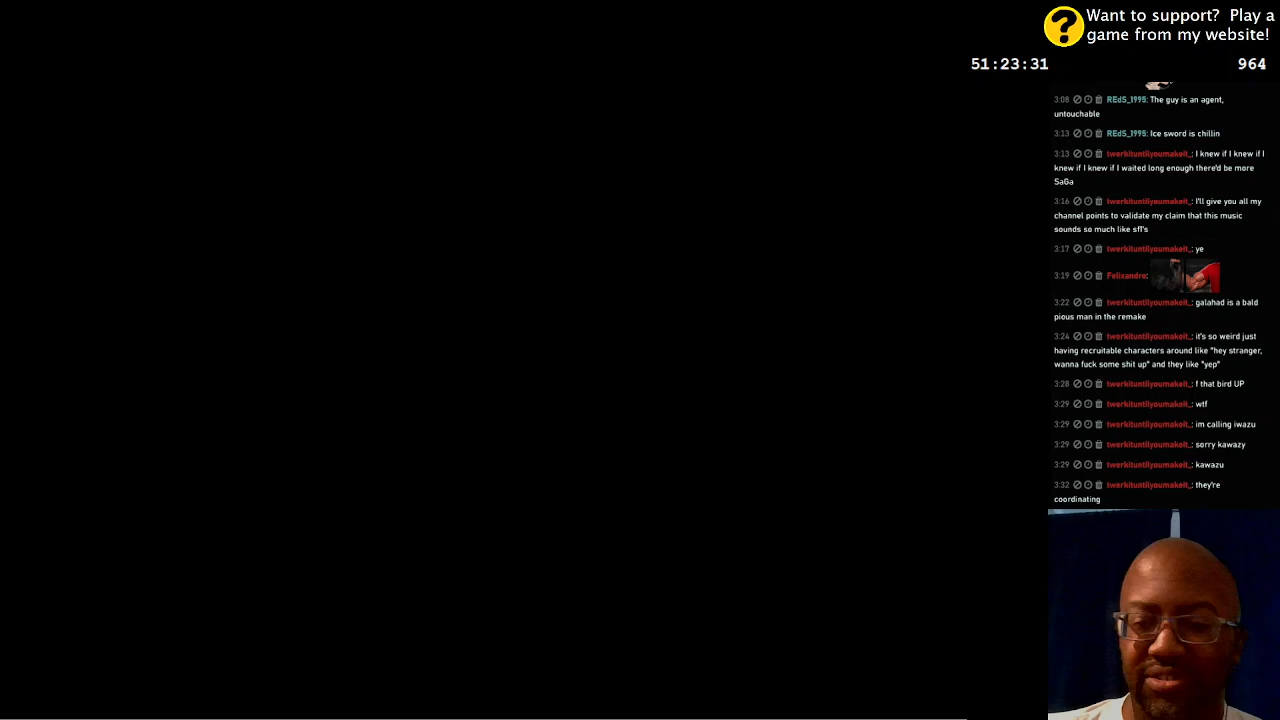 Want to support? Play a
game from my website!
51:23:31
964
3:08 REdS_1995: The guy is an agent,
untouchable
3:13 REdS_1995: Ice sword is chillin
3:13 twerkituntilyoumakeit_: I knew if I knew if I
knew if I knew if I waited long enough there'd be more
SaGa
3:16 twerkituntilyoumakeit_: I'll give you all my
channel points to validate my claim that this music
sounds so much like sf1's
3:17 twerkituntilyoumakeit_: ye
3:19 Felixandro:
3:22 twerkituntilyoumakeit_: galahad is a bald
pious man in the remake
3:24 twerkituntilyoumakeit_: it's so weird just
having recruitable characters around like "hey stranger,
wanna fuck some shit up" and they like "yep"
3:28 twerkituntilyoumakeit_: f that bird UP
3:29 twerkituntilyoumakeit_: wtf
3:29 twerkituntilyoumakeit_: im calling iwazu
3:29 twerkituntilyoumakeit_: sorry kawazy
3:29 twerkituntilyoumakeit_: kawazu
3:32 twerkituntilyoumakeit_: they're
coordinating